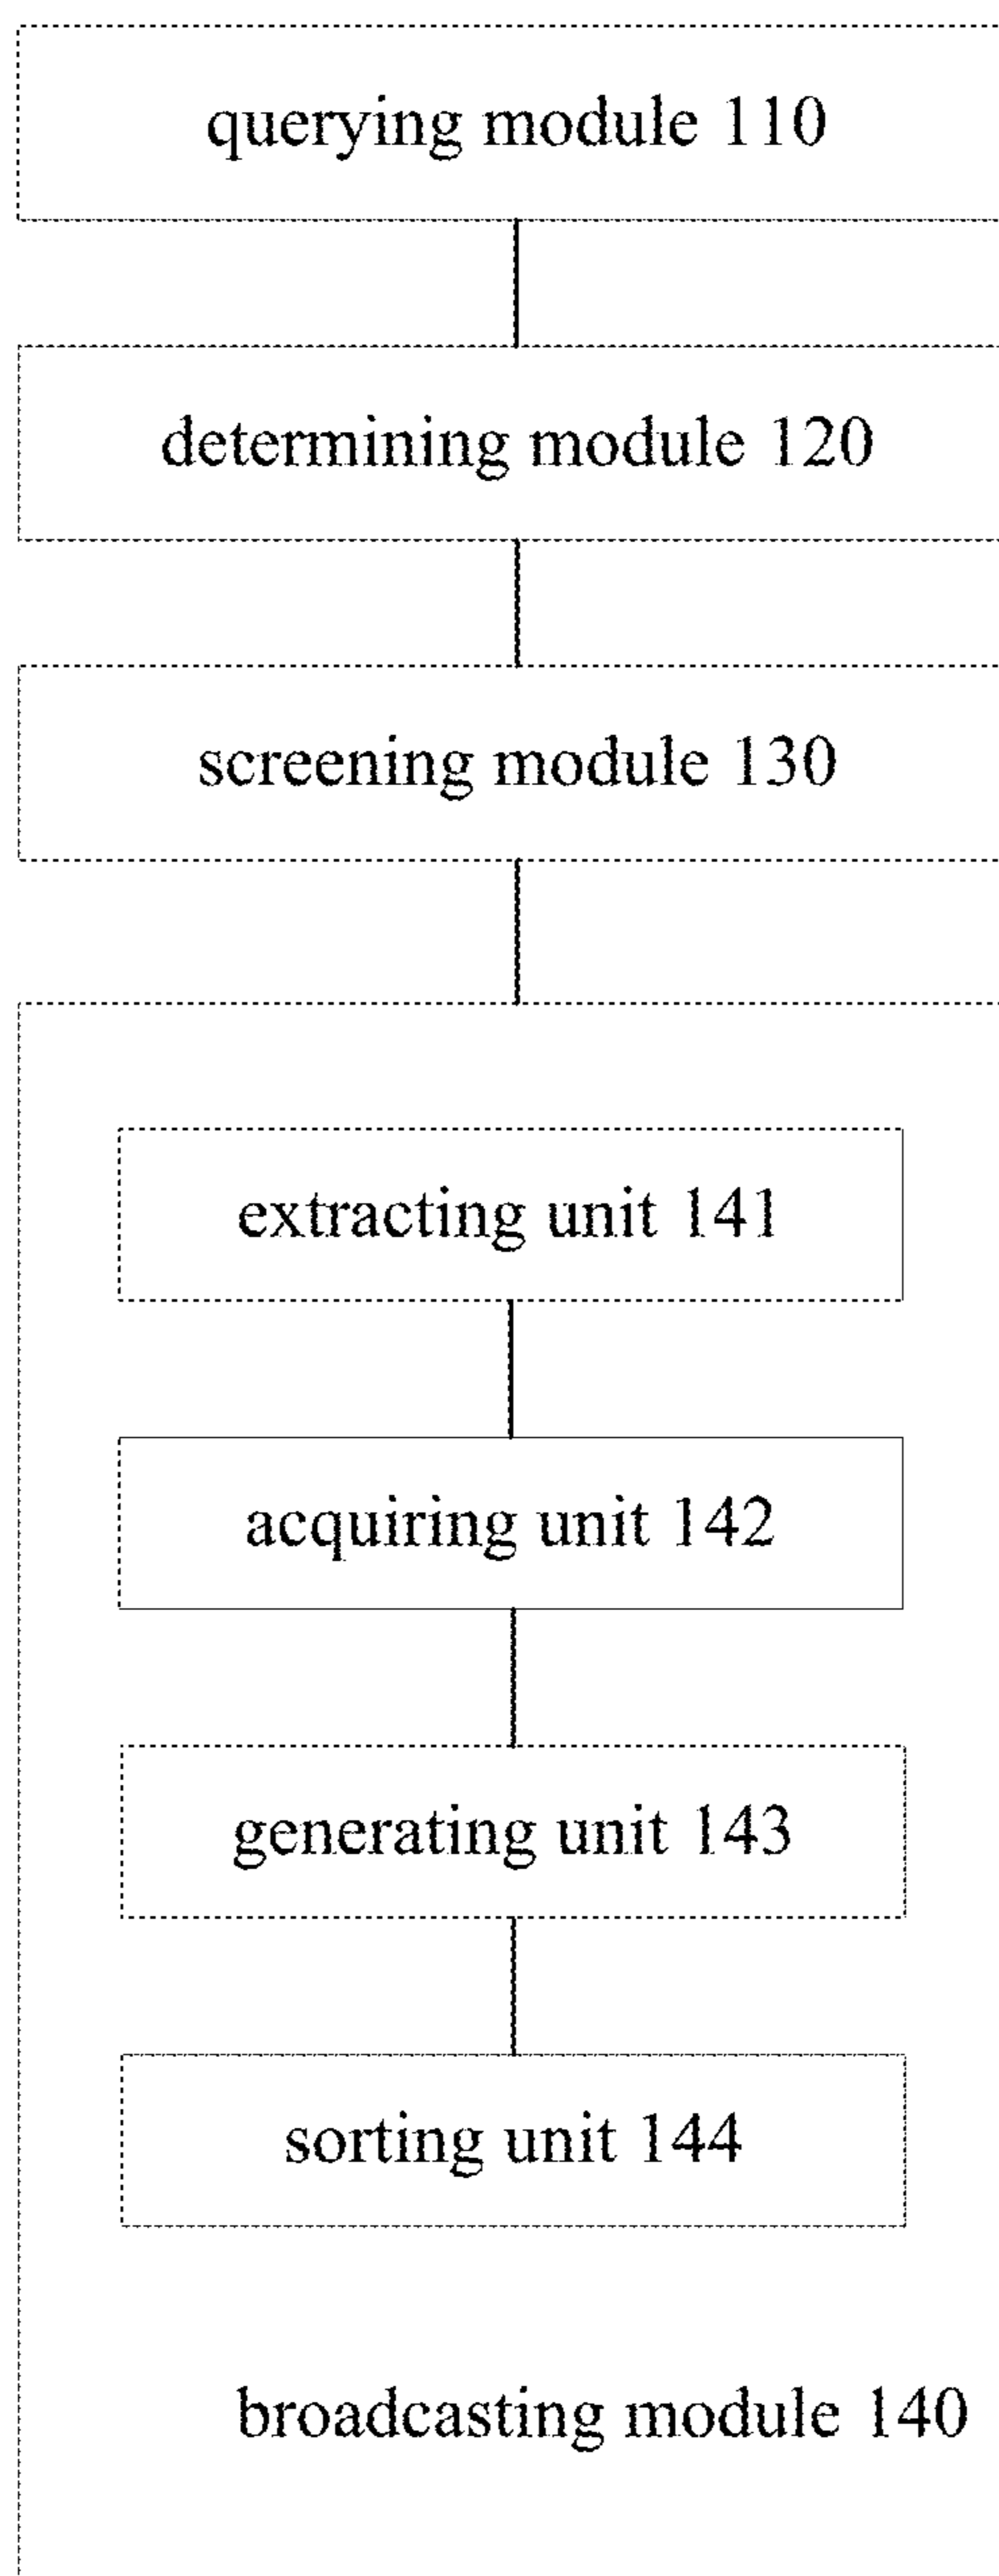 querying module 110
determining module 120
screening module 130
extracting unit 141
acquiring unit 142
generating unit 143
sorting unit 144
broadcasting module 140